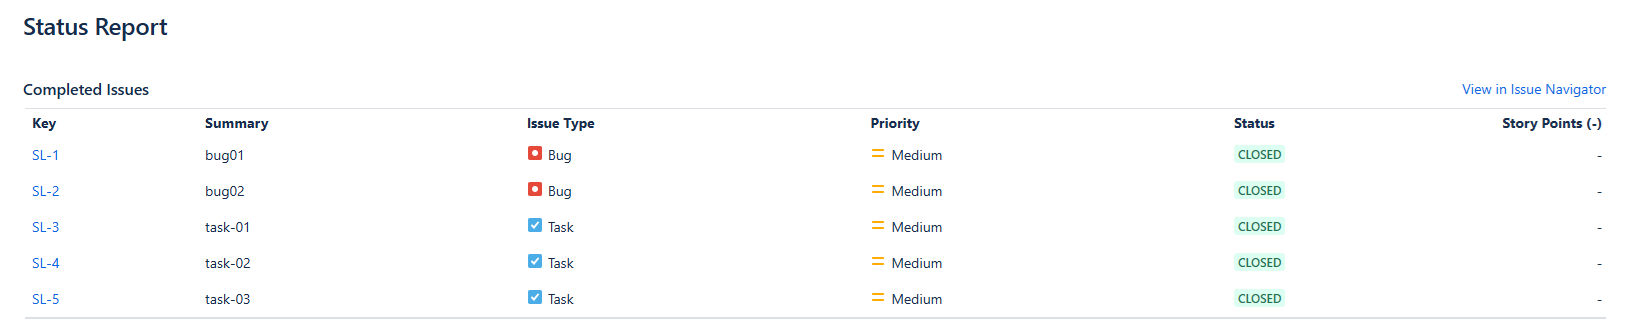 Status Report
Completed Issues View in Issue Navigator
Key Summary Issue Type Priority Status Story Points (-)
SL-1 bug01 Bug Medium CLOSED -
SL-2 bug02 Bug Medium CLOSED -
SL-3 task-01 Task Medium CLOSED -
SL-4 task-02 Task Medium CLOSED -
SL-5 task-03 Task Medium CLOSED -